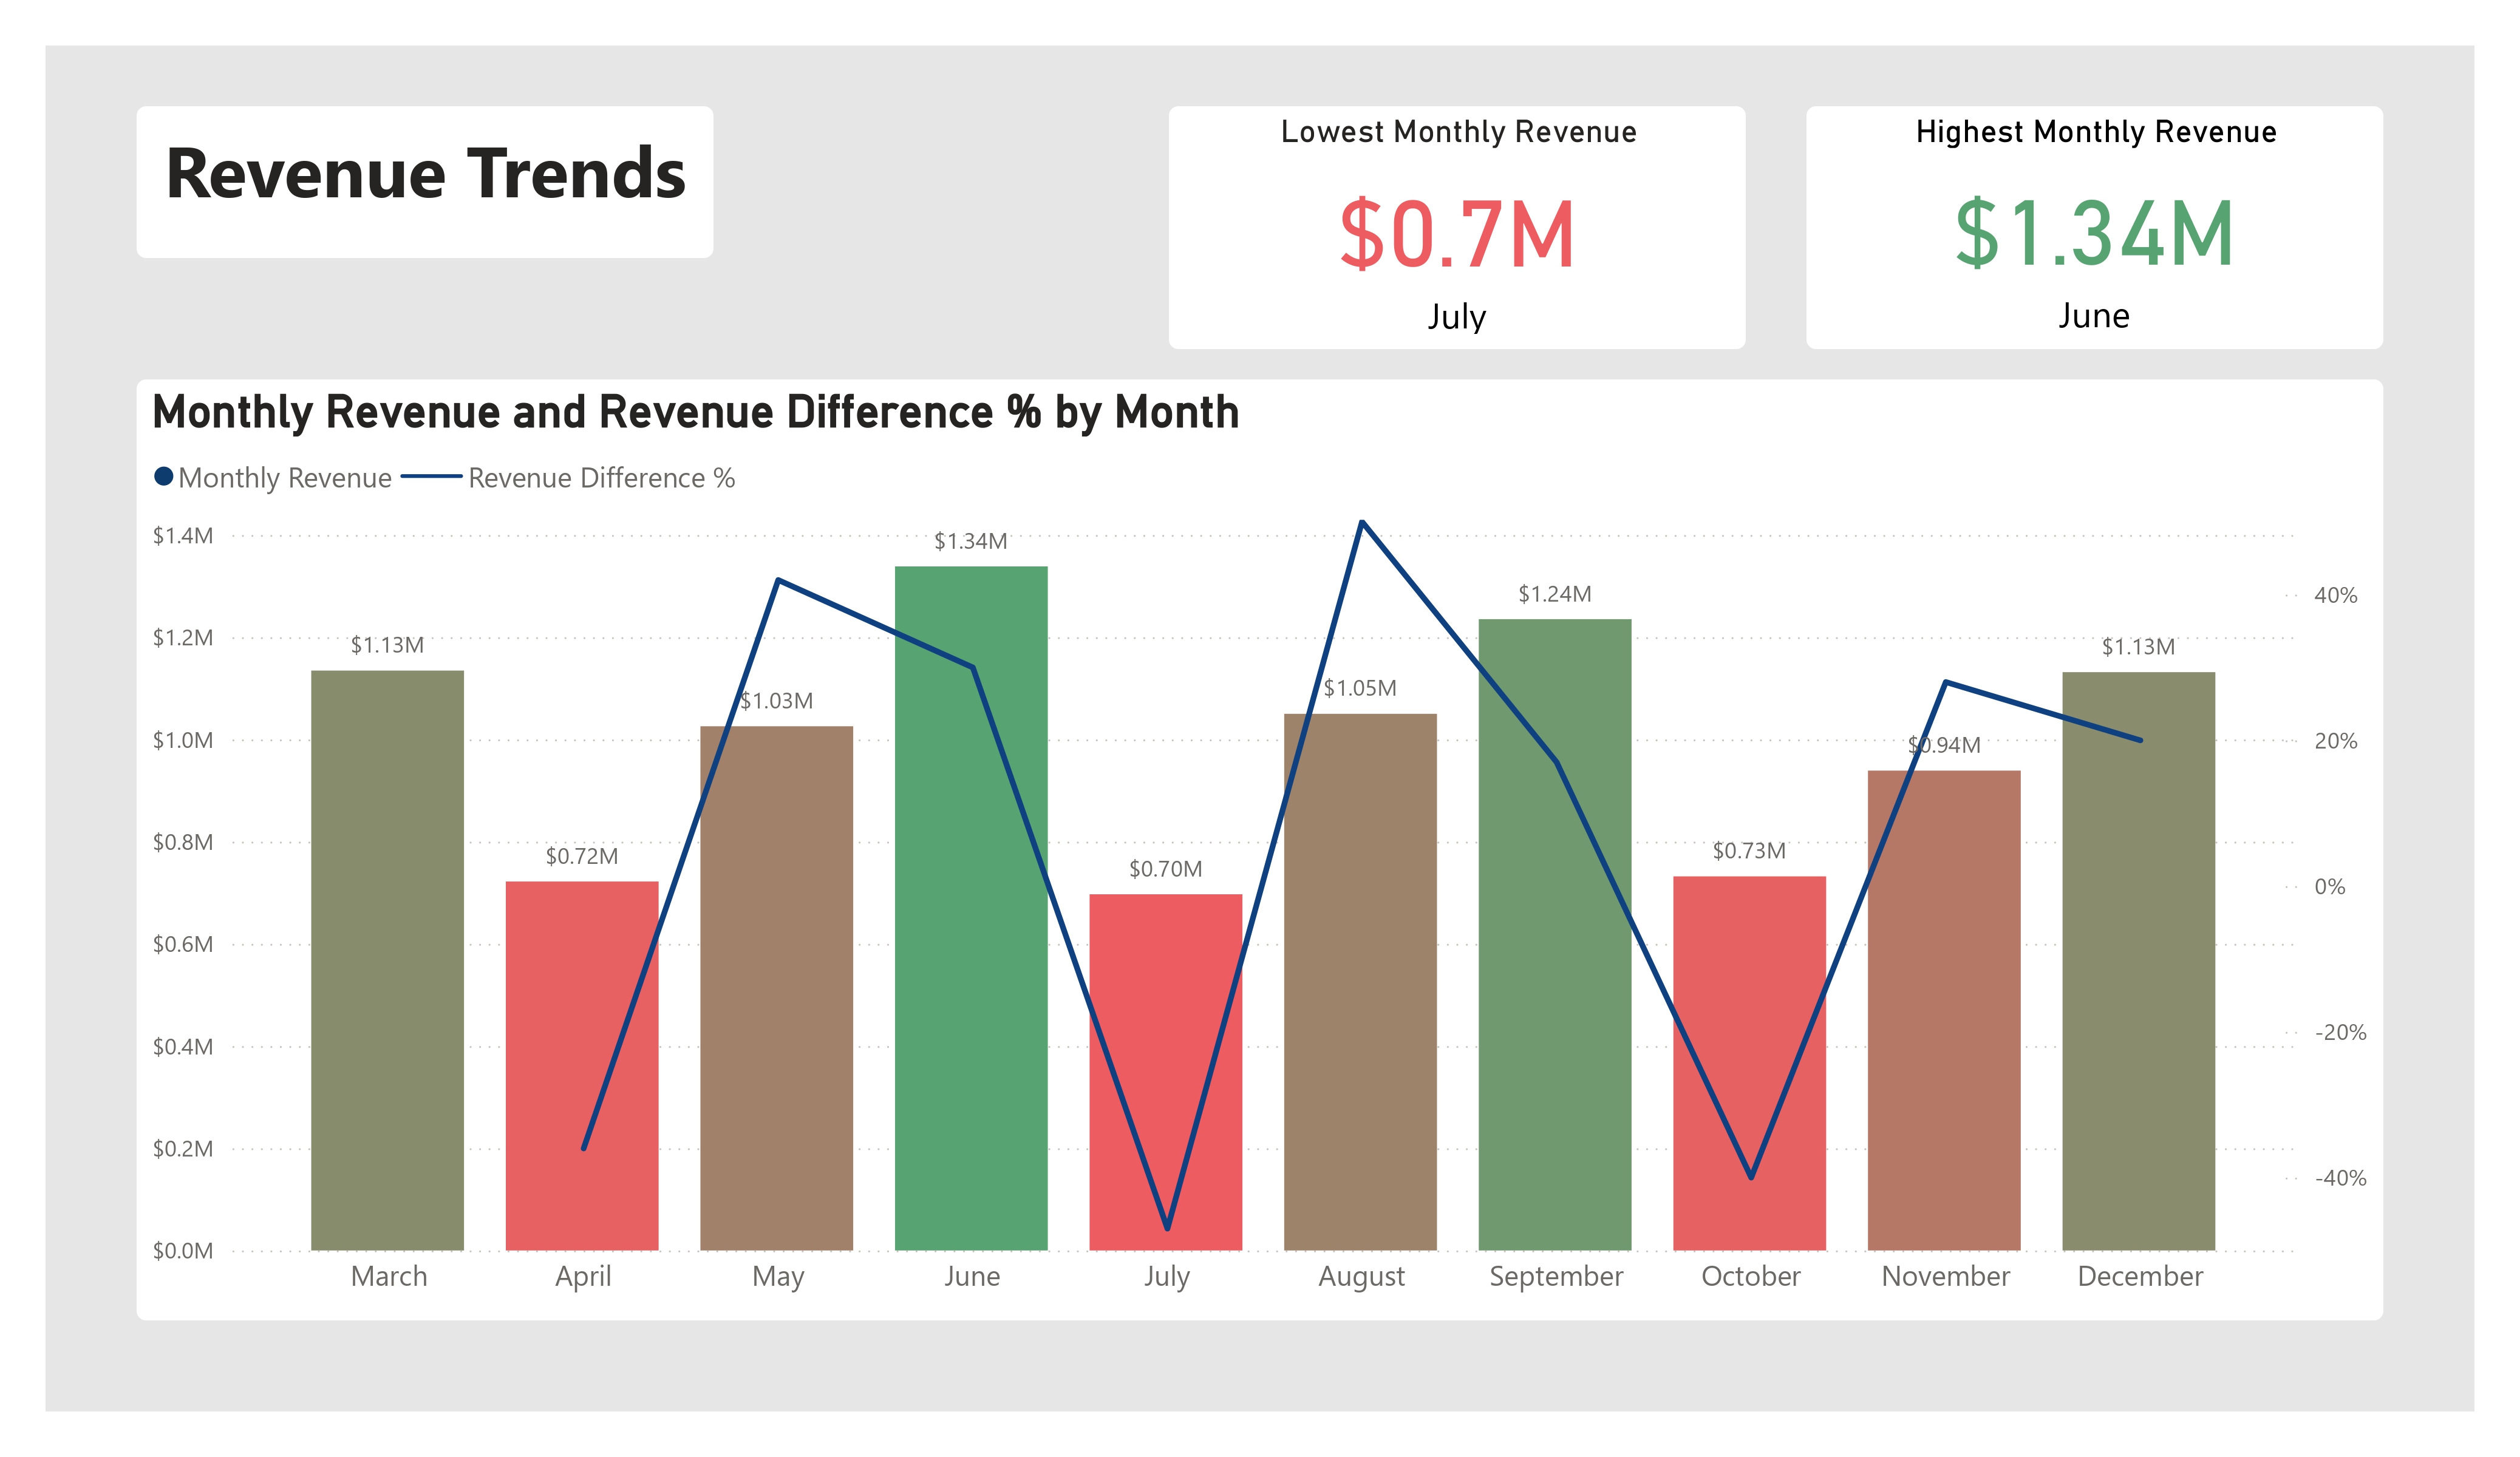 Revenue Trends
Lowest Monthly Revenue
$0.7M
July
Highest Monthly Revenue
$1.34M
June
Monthly Revenue and Revenue Difference % by Month
Monthly Revenue Revenue Difference %
$1.4M
$1.2M
$1.0M
$0.8M
$0.6M
$0.4M
$0.2M
$0.0M
$1.13M
$0.72M
$1.03M
$1.34M
$0.70M
$1.05M
$1.24M
$0.73M
$0.94M
$1.13M
40%
20%
0%
-20%
-40%
March April May June July August September October November December